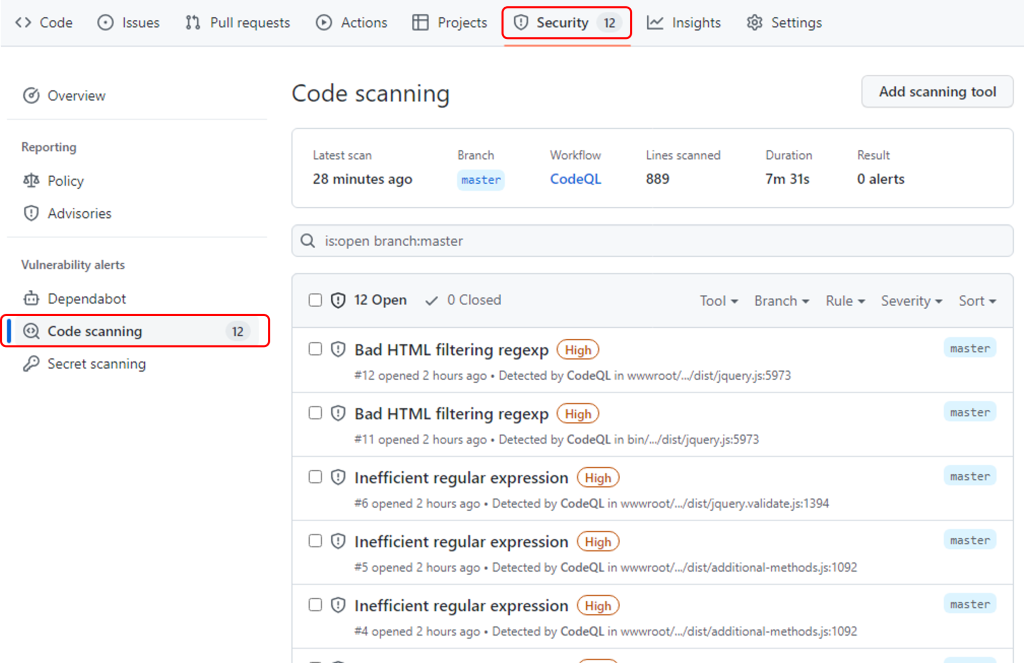 Code Issues Pull requests Actions Projects Security 12 Insights Settings
Overview
Reporting
Policy
Advisories
Vulnerability alerts
Dependabot
Code scanning 12
Secret scanning
Code scanning Add scanning tool
Latest scan Branch Workflow Lines scanned Duration Result
28 minutes ago master CodeQL 889 7m 31s 0 alerts
is:open branch:master
12 Open 0 Closed Tool Branch Rule Severity Sort
Bad HTML filtering regexp High master
#12 opened 2 hours ago • Detected by CodeQL in wwwroot/.../dist/jquery.js:5973
Bad HTML filtering regexp High master
#11 opened 2 hours ago • Detected by CodeQL in bin/.../dist/jquery.js:5973
Inefficient regular expression High master
#6 opened 2 hours ago • Detected by CodeQL in wwwroot/.../dist/jquery.validate.js:1394
Inefficient regular expression High master
#5 opened 2 hours ago • Detected by CodeQL in wwwroot/.../dist/additional-methods.js:1092
Inefficient regular expression High master
#4 opened 2 hours ago • Detected by CodeQL in wwwroot/.../dist/additional-methods.js:1092